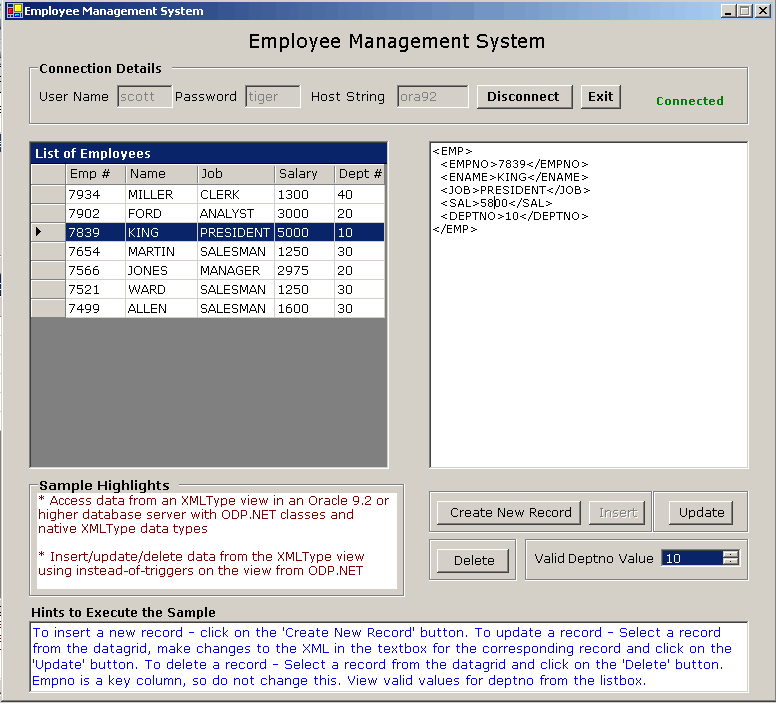 Employee Management System
Employee Management System
Connection Details
User Name scott Password tiger Host String ora92 Disconnect Exit Connected
List of Employees
Emp # Name Job Salary Dept #
7934 MILLER CLERK 1300 40
7902 FORD ANALYST 3000 20
7839 KING PRESIDENT 5000 10
7654 MARTIN SALESMAN 1250 30
7566 JONES MANAGER 2975 20
7521 WARD SALESMAN 1250 30
7499 ALLEN SALESMAN 1600 30
<EMP>
<EMPNO>7839</EMPNO>
<ENAME>KING</ENAME>
<JOB>PRESIDENT</JOB>
<SAL>5800</SAL>
<DEPTNO>10</DEPTNO>
</EMP>
Sample Highlights
* Access data from an XMLType view in an Oracle 9.2 or
higher database server with ODP.NET classes and
native XMLType data types
* Insert/update/delete data from the XMLType view
using instead-of-triggers on the view from ODP.NET
Create New Record Insert Update
Delete Valid Deptno Value 10
Hints to Execute the Sample
To insert a new record - click on the 'Create New Record' button. To update a record - Select a record
from the datagrid, make changes to the XML in the textbox for the corresponding record and click on the
'Update' button. To delete a record - Select a record from the datagrid and click on the 'Delete' button.
Empno is a key column, so do not change this. View valid values for deptno from the listbox.